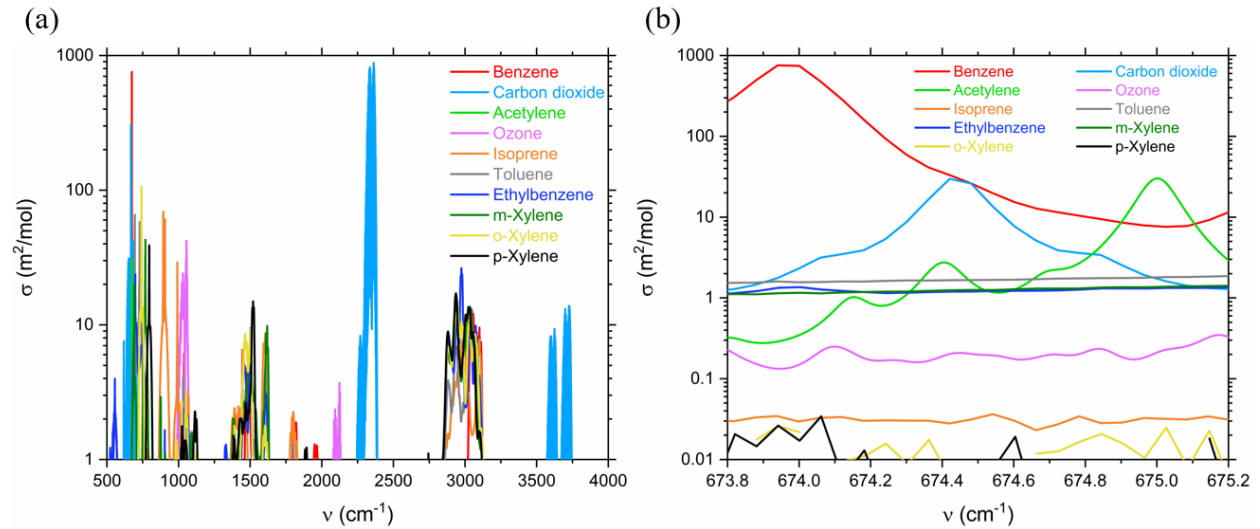 (a)
1000
100
10
1
σ (m²/mol)
Benzene
Carbon dioxide
Acetylene
Ozone
Isoprene
Toluene
Ethylbenzene
m-Xylene
o-Xylene
p-Xylene
500 1000 1500 2000 2500 3000 3500 4000
ν (cm⁻¹)
(b)
1000
100
10
1
0.1
0.01
σ (m²/mol)
Benzene Carbon dioxide
Acetylene Ozone
Isoprene Toluene
Ethylbenzene m-Xylene
o-Xylene p-Xylene
673.8 674.0 674.2 674.4 674.6 674.8 675.0 675.2
ν (cm⁻¹)